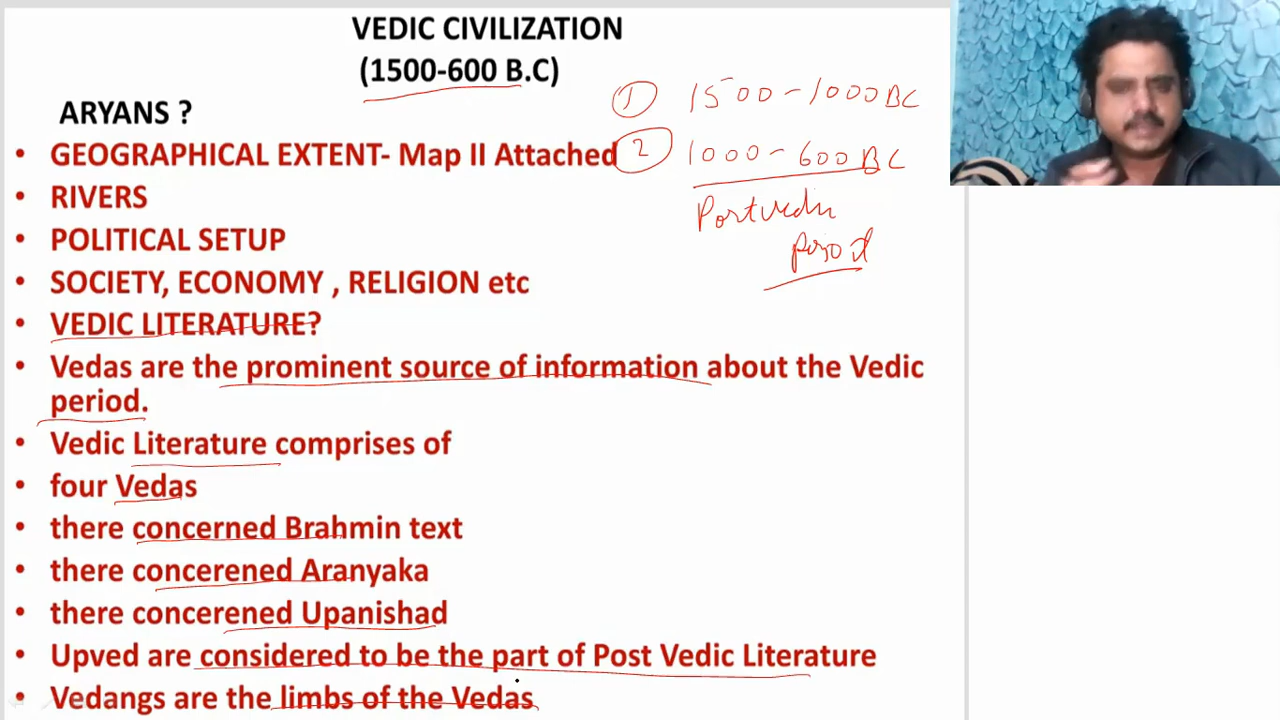 VEDIC CIVILIZATION
(1500-600 B.C)
① 1500-1000BC
ARYANS ?
• GEOGRAPHICAL EXTENT- Map II Attached
② 1000-600 BC
• RIVERS
Postvedic
period
• POLITICAL SETUP
• SOCIETY, ECONOMY , RELIGION etc
• VEDIC LITERATURE?
• Vedas are the prominent source of information about the Vedic
period.
• Vedic Literature comprises of
• four Vedas
• there concerned Brahmin text
• there concerened Aranyaka
• there concerened Upanishad
• Upved are considered to be the part of Post Vedic Literature
• Vedangs are the limbs of the Vedas